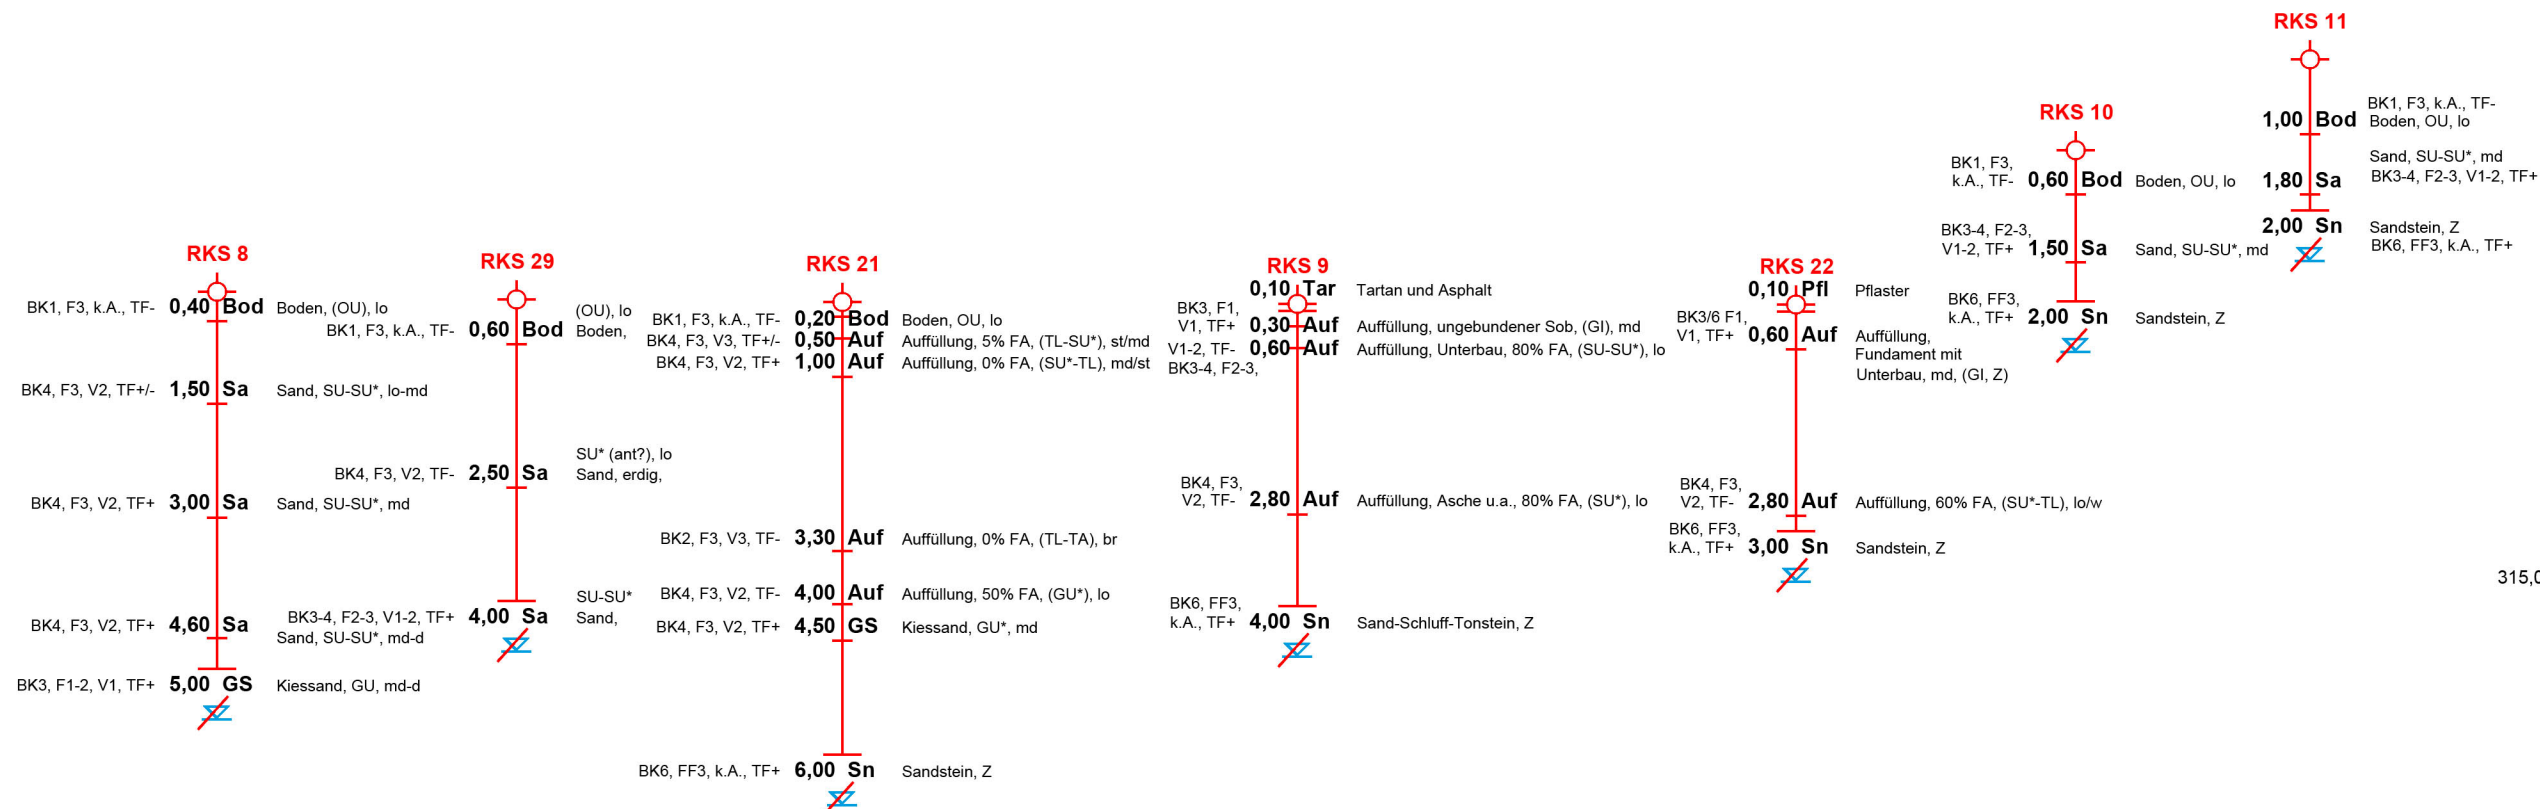 RKS 8
BK1, F3, k.A., TF- 0,40 Bod Boden, (OU), lo
BK4, F3, V2, TF+/- 1,50 Sa Sand, SU-SU*, lo-md
BK4, F3, V2, TF+ 3,00 Sa Sand, SU-SU*, md
BK4, F3, V2, TF+ 4,60 Sa Sand, SU-SU*, md-d
BK3, F1-2, V1, TF+ 5,00 GS Kiessand, GU, md-d
RKS 29
(OU), lo
BK1, F3, k.A., TF- 0,60 Bod Boden,
SU* (ant?), lo
BK4, F3, V2, TF- 2,50 Sa Sand, erdig,
SU-SU*
BK3-4, F2-3, V1-2, TF+ 4,00 Sa Sand,
RKS 21
BK1, F3, k.A., TF- 0,20 Bod Boden, OU, lo
BK4, F3, V3, TF+/- 0,50 Auf Auffüllung, 5% FA, (TL-SU*), st/md
BK4, F3, V2, TF+ 1,00 Auf Auffüllung, 0% FA, (SU*-TL), md/st
BK2, F3, V3, TF- 3,30 Auf Auffüllung, 0% FA, (TL-TA), br
BK4, F3, V2, TF- 4,00 Auf Auffüllung, 50% FA, (GU*), lo
BK4, F3, V2, TF+ 4,50 GS Kiessand, GU*, md
BK6, FF3, k.A., TF+ 6,00 Sn Sandstein, Z
RKS 9
0,10 Tar Tartan und Asphalt
BK3, F1,
V1, TF+ 0,30 Auf Auffüllung, ungebundener Sob, (GI), md
V1-2, TF- 0,60 Auf Auffüllung, Unterbau, 80% FA, (SU-SU*), lo
BK3-4, F2-3,
BK4, F3,
V2, TF- 2,80 Auf Auffüllung, Asche u.a., 80% FA, (SU*), lo
BK6, FF3,
k.A., TF+ 4,00 Sn Sand-Schluff-Tonstein, Z
RKS 22
0,10 Pfl Pflaster
BK3/6 F1,
V1, TF+ 0,60 Auf Auffüllung,
Fundament mit
Unterbau, md, (GI, Z)
BK4, F3,
V2, TF- 2,80 Auf Auffüllung, 60% FA, (SU*-TL), lo/w
BK6, FF3,
k.A., TF+ 3,00 Sn Sandstein, Z
RKS 10
BK1, F3,
k.A., TF- 0,60 Bod Boden, OU, lo
BK3-4, F2-3,
V1-2, TF+ 1,50 Sa Sand, SU-SU*, md
BK6, FF3,
k.A., TF+ 2,00 Sn Sandstein, Z
RKS 11
BK1, F3, k.A., TF-
1,00 Bod Boden, OU, lo
Sand, SU-SU*, md
1,80 Sa BK3-4, F2-3, V1-2, TF+
2,00 Sn Sandstein, Z
BK6, FF3, k.A., TF+